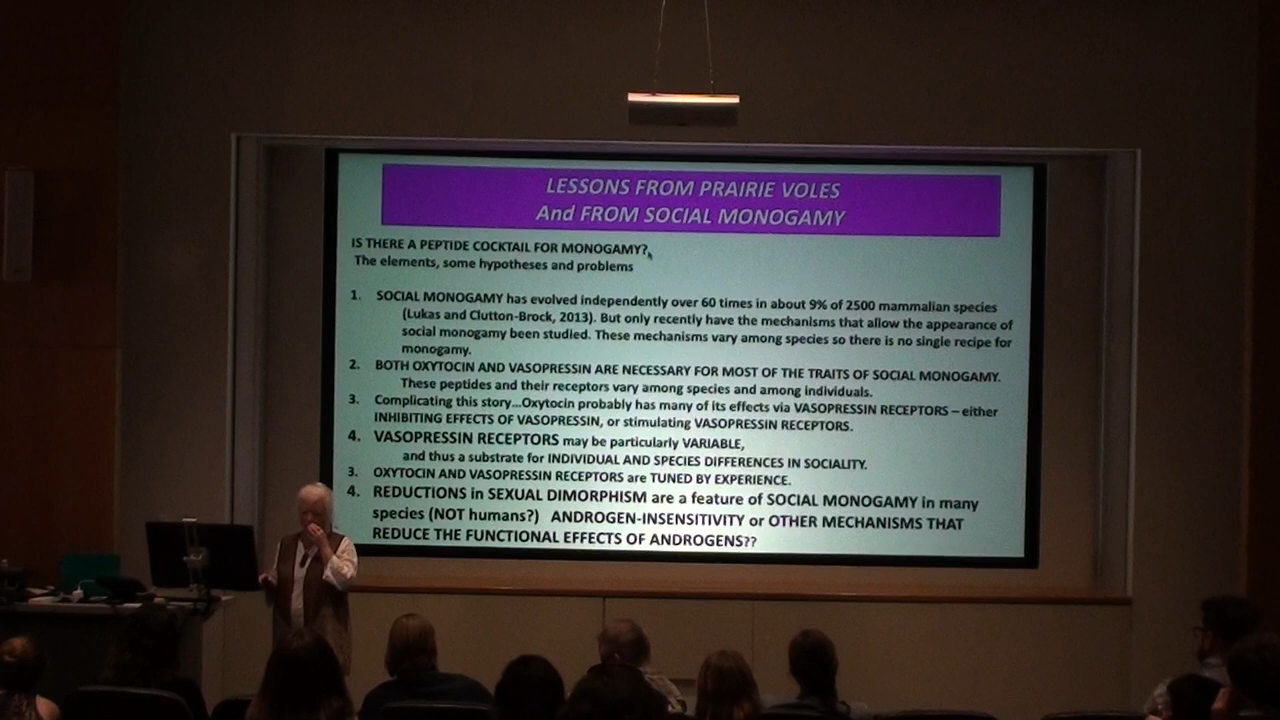 LESSONS FROM PRAIRIE VOLES
And FROM SOCIAL MONOGAMY
IS THERE A PEPTIDE COCKTAIL FOR MONOGAMY?
The elements, some hypotheses and problems
1. SOCIAL MONOGAMY has evolved independently over 60 times in about 9% of 2500 mammalian species
(Lukas and Clutton-Brock, 2013). But only recently have the mechanisms that allow the appearance of
social monogamy been studied. These mechanisms vary among species so there is no single recipe for
monogamy.
2. BOTH OXYTOCIN AND VASOPRESSIN ARE NECESSARY FOR MOST OF THE TRAITS OF SOCIAL MONOGAMY.
These peptides and their receptors vary among species and among individuals.
3. Complicating this story...Oxytocin probably has many of its effects via VASOPRESSIN RECEPTORS – either
INHIBITING EFFECTS OF VASOPRESSIN, or stimulating VASOPRESSIN RECEPTORS.
4. VASOPRESSIN RECEPTORS may be particularly VARIABLE,
and thus a substrate for INDIVIDUAL AND SPECIES DIFFERENCES IN SOCIALITY.
3. OXYTOCIN AND VASOPRESSIN RECEPTORS are TUNED BY EXPERIENCE.
4. REDUCTIONS in SEXUAL DIMORPHISM are a feature of SOCIAL MONOGAMY in many
species (NOT humans?) ANDROGEN-INSENSITIVITY or OTHER MECHANISMS THAT
REDUCE THE FUNCTIONAL EFFECTS OF ANDROGENS??